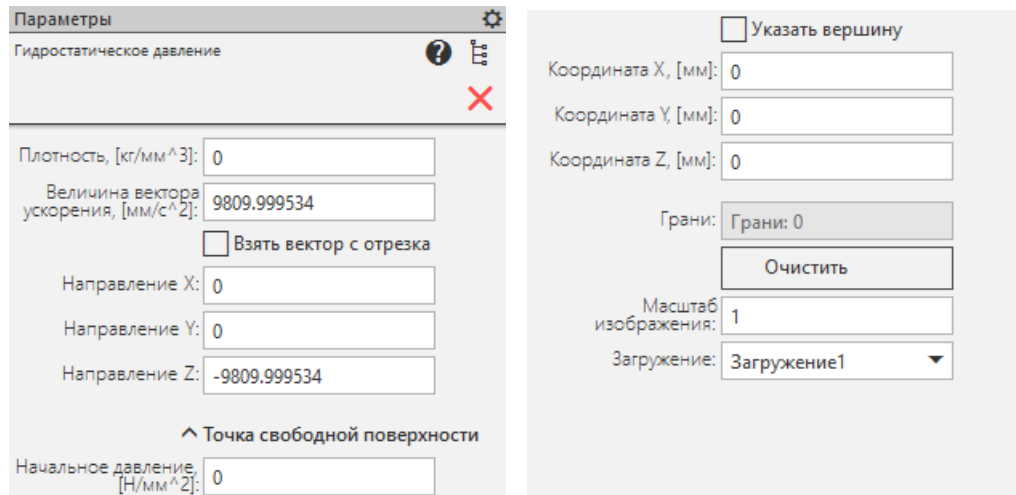 Параметры
Гидростатическое давление
Плотность, [кг/мм^3]: 0
Величина вектора
ускорения, [мм/с^2]: 9809.999534
Взять вектор с отрезка
Направление X: 0
Направление Y: 0
Направление Z: -9809.999534
Точка свободной поверхности
Начальное давление,
[Н/мм^2]: 0
Указать вершину
Координата X, [мм]: 0
Координата Y, [мм]: 0
Координата Z, [мм]: 0
Грани: Грани: 0
Очистить
Масштаб
изображения: 1
Загружение: Загружение1